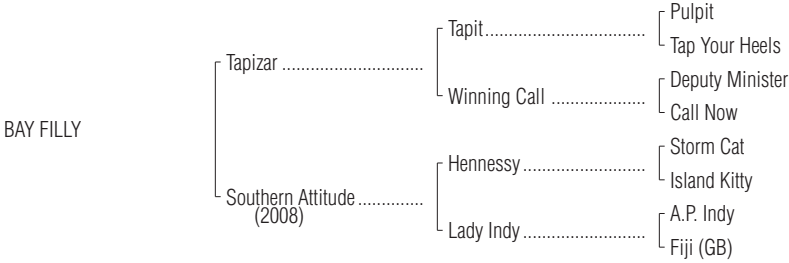 Pulpit
Tapit
Tap Your Heels
Tapizar
Deputy Minister
Winning Call
Call Now
BAY FILLY
Storm Cat
Hennessy
Island Kitty
Southern Attitude
(2008)
A.P. Indy
Lady Indy
Fiji (GB)